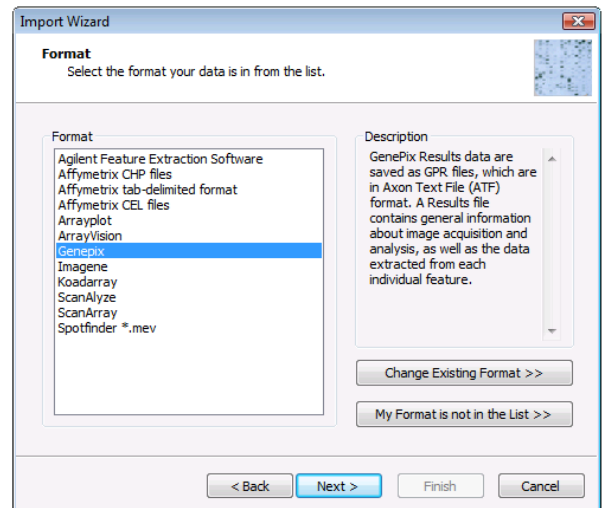 Import Wizard
Format
Select the format your data is in from the list.
Format
Agilent Feature Extraction Software
Affymetrix CHP files
Affymetrix tab-delimited format
Affymetrix CEL files
Arrayplot
ArrayVision
Genepix
Imagene
Koadarray
ScanAlyze
ScanArray
Spotfinder *.mev
Description
GenePix Results data are
saved as GPR files, which are
in Axon Text File (ATF)
format. A Results file
contains general information
about image acquisition and
analysis, as well as the data
extracted from each
individual feature.
Change Existing Format >>
My Format is not in the List >>
< Back
Next >
Finish
Cancel